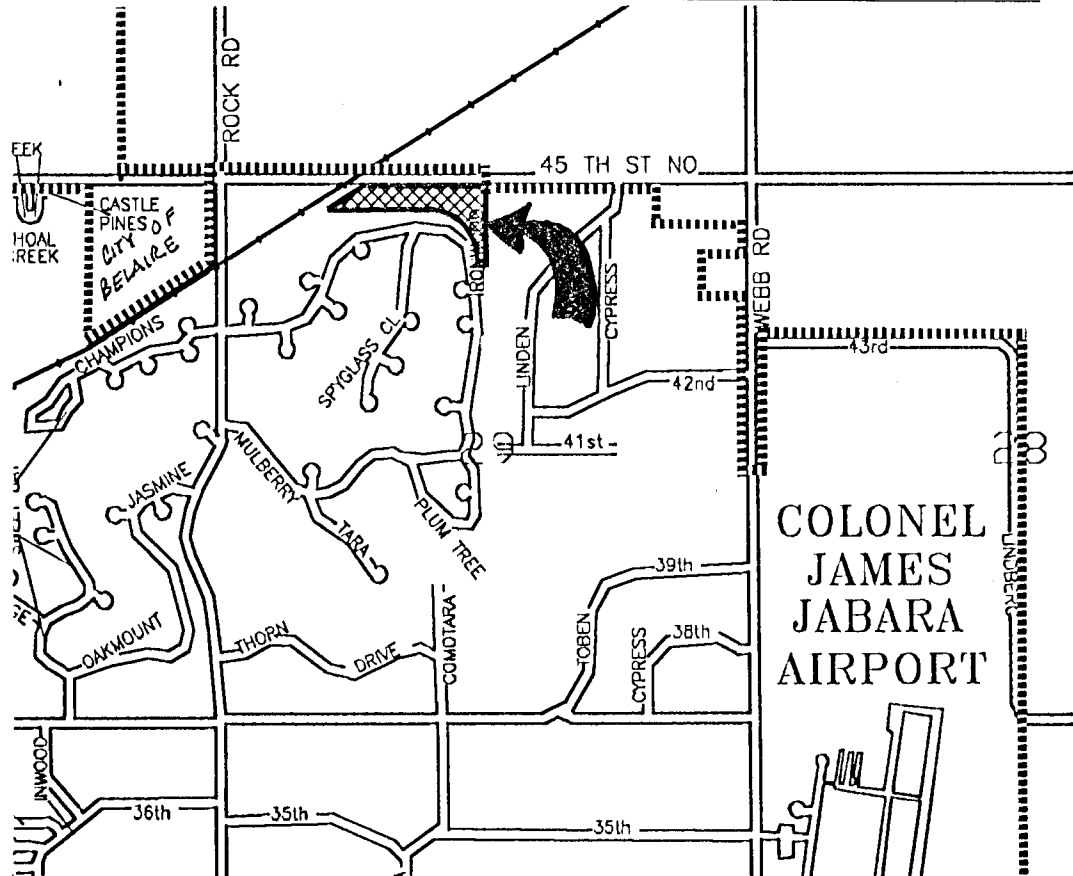 ROCK RD
45 TH ST NO
EEK
CASTLE
PINES
CITY OF
BELAIRE
HOAL
REEK
WEBB RD
CYPRESS
LINDEN
CHAMPIONS
SPYGLASS CL
43rd
42nd
41st
MULBERRY
JASMINE
PLUM TREE
TARA
COLONEL
JAMES
JABARA
AIRPORT
39th
38th
TOBEN
CYPRESS
OAKMOUNT
THORN
DRIVE
COMOTARA
INWOOD
36th
35th
35th